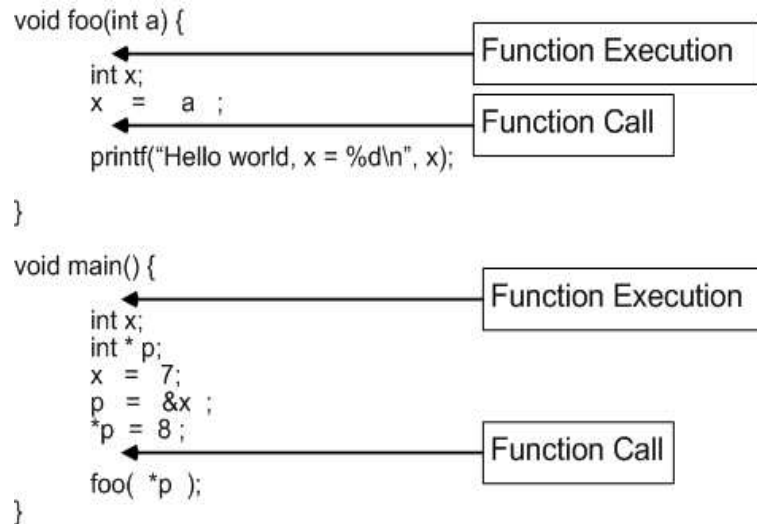 void foo(int a) {
Function Execution
int x;
x = a ;
Function Call
printf(“Hello world, x = %d\n”, x);
}
void main() {
Function Execution
int x;
int * p;
x = 7;
p = &x ;
*p = 8 ;
Function Call
foo( *p );
}